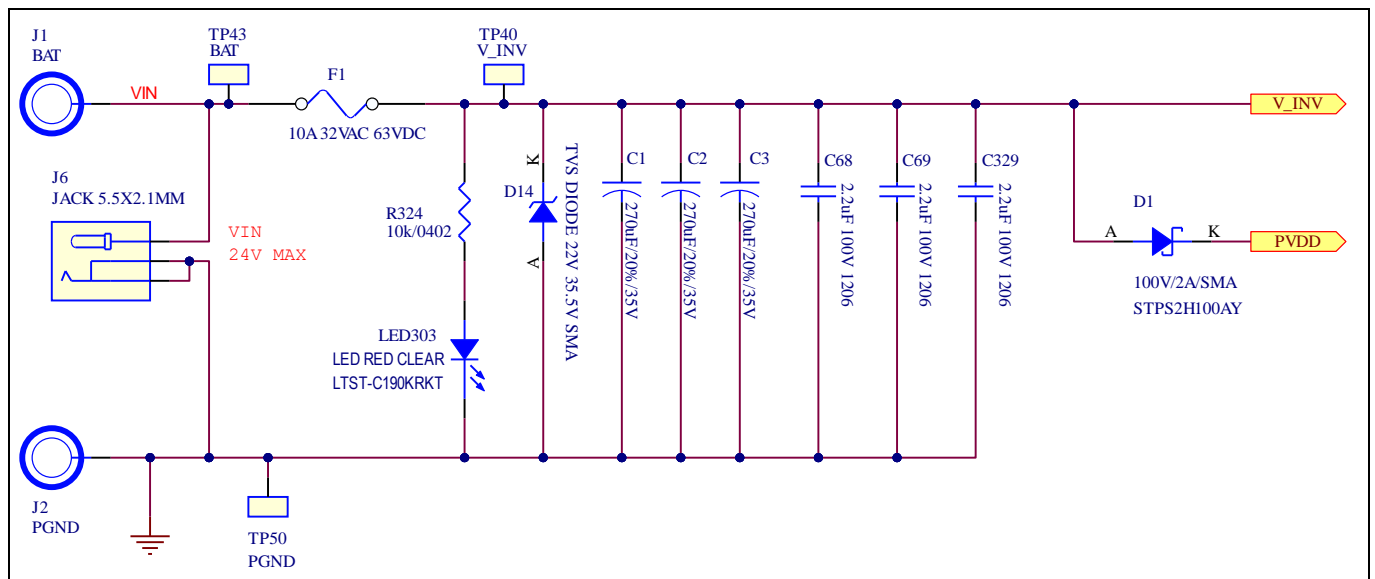 J1
BAT
VIN
TP43
BAT
F1
10A 32VAC 63VDC
TP40
V_INV
V_INV
J6
JACK 5.5X2.1MM
VIN
24V MAX
R324
10k/0402
LED303
LED RED CLEAR
LTST-C190KRKT
K
D14
A
TVS DIODE 22V 35.5V SMA
C1
270uF/20%/35V
C2
270uF/20%/35V
C3
270uF/20%/35V
C68
2.2uF 100V 1206
C69
2.2uF 100V 1206
C329
2.2uF 100V 1206
D1
A
K
PVDD
100V/2A/SMA
STPS2H100AY
J2
PGND
TP50
PGND